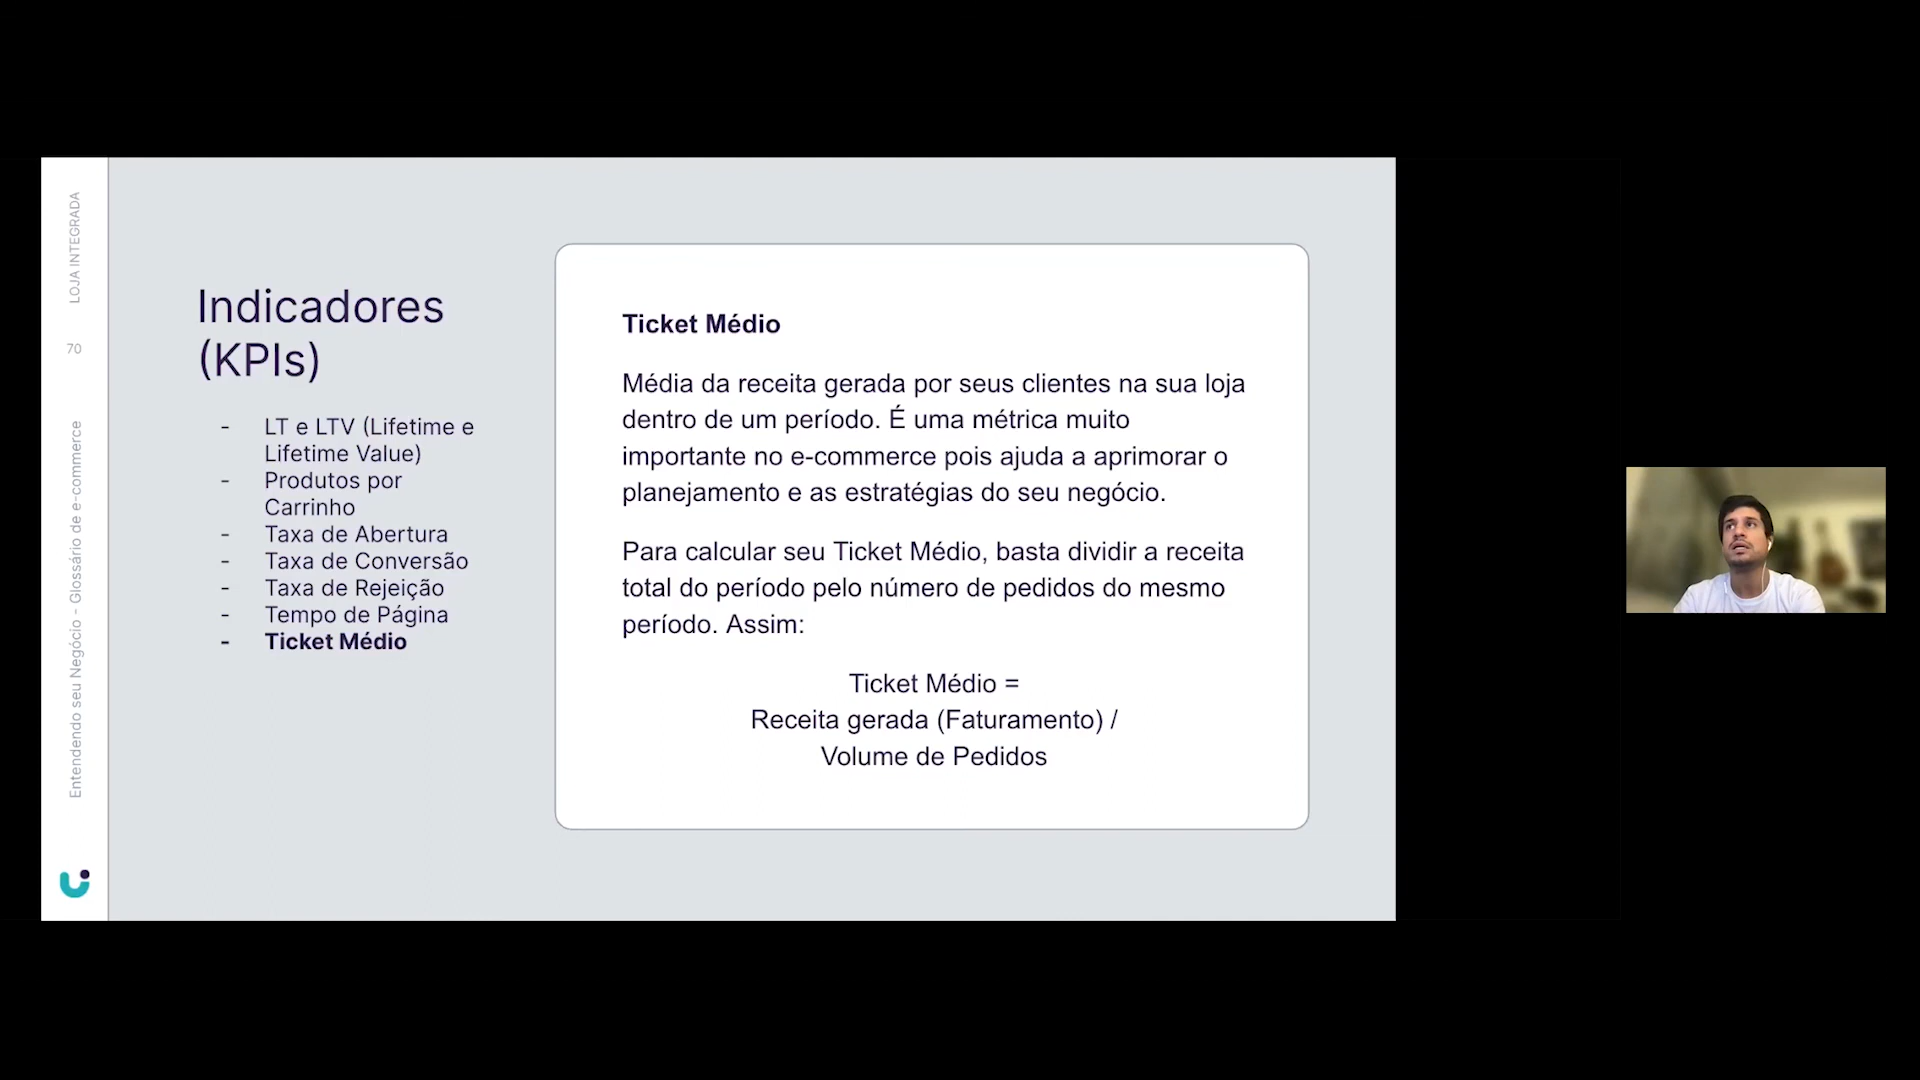 LOJA INTEGRADA
70
Entendendo seu Negócio - Glossário de e-commerce
Indicadores
(KPIs)
- LT e LTV (Lifetime e
Lifetime Value)
- Produtos por
Carrinho
- Taxa de Abertura
- Taxa de Conversão
- Taxa de Rejeição
- Tempo de Página
- Ticket Médio
Ticket Médio
Média da receita gerada por seus clientes na sua loja
dentro de um período. É uma métrica muito
importante no e-commerce pois ajuda a aprimorar o
planejamento e as estratégias do seu negócio.
Para calcular seu Ticket Médio, basta dividir a receita
total do período pelo número de pedidos do mesmo
período. Assim:
Ticket Médio =
Receita gerada (Faturamento) /
Volume de Pedidos